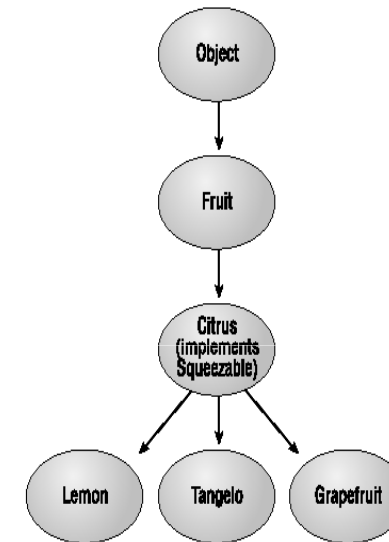 Object
Fruit
Citrus
(implements
Squeezable)
Lemon
Tangelo
Grapefruit